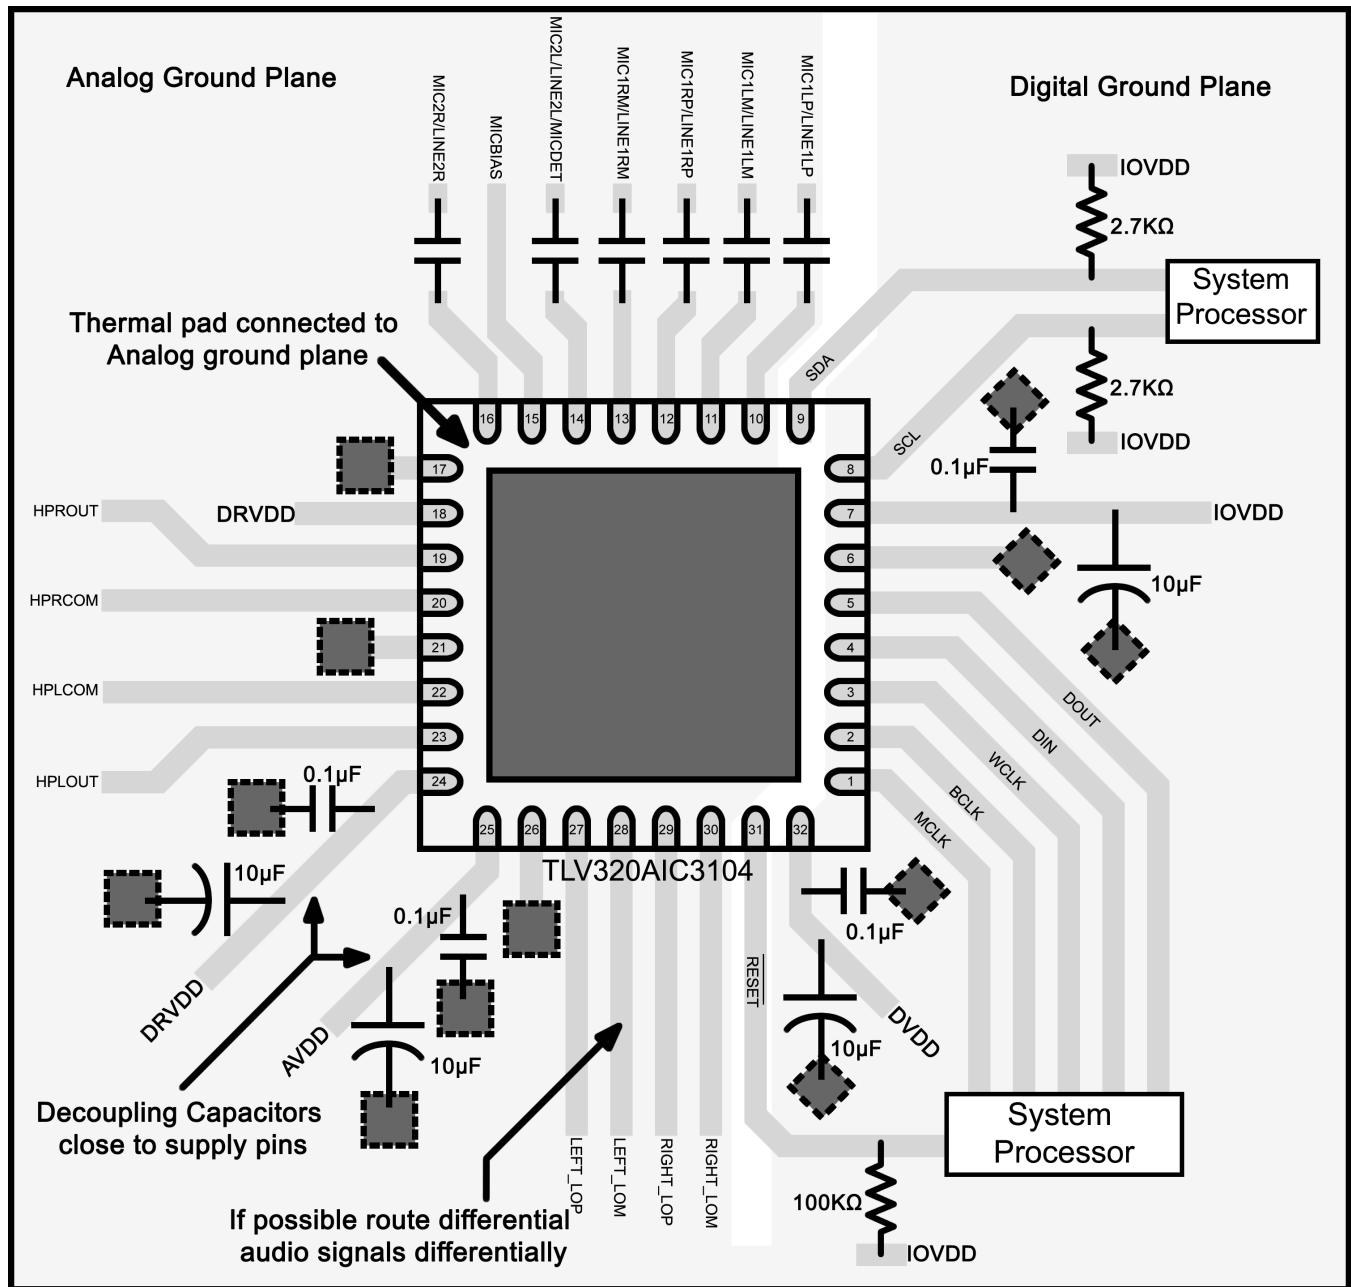 Analog Ground Plane
Digital Ground Plane
MIC2R/LINE2R
MICBIAS
MIC2L/LINE2L/MICDET
MIC1RM/LINE1RM
MIC1RP/LINE1RP
MIC1LM/LINE1LM
MIC1LP/LINE1LP
IOVDD
2.7KΩ
System
Processor
2.7KΩ
IOVDD
Thermal pad connected to
Analog ground plane
SDA
SCL
0.1µF
16
15
14
13
12
11
10
9
17
18
19
20
21
22
23
24
8
7
6
5
4
3
2
1
25
26
27
28
29
30
31
32
HPROUT
DRVDD
HPRCOM
HPLCOM
HPLOUT
IOVDD
10µF
DOUT
DIN
WCLK
BCLK
MCLK
TLV320AIC3104
0.1µF
10µF
DRVDD
0.1µF
AVDD
10µF
0.1µF
RESET
10µF
DVDD
Decoupling Capacitors
close to supply pins
If possible route differential
audio signals differentially
LEFT_LOP
LEFT_LOM
RIGHT_LOP
RIGHT_LOM
System
Processor
100KΩ
IOVDD